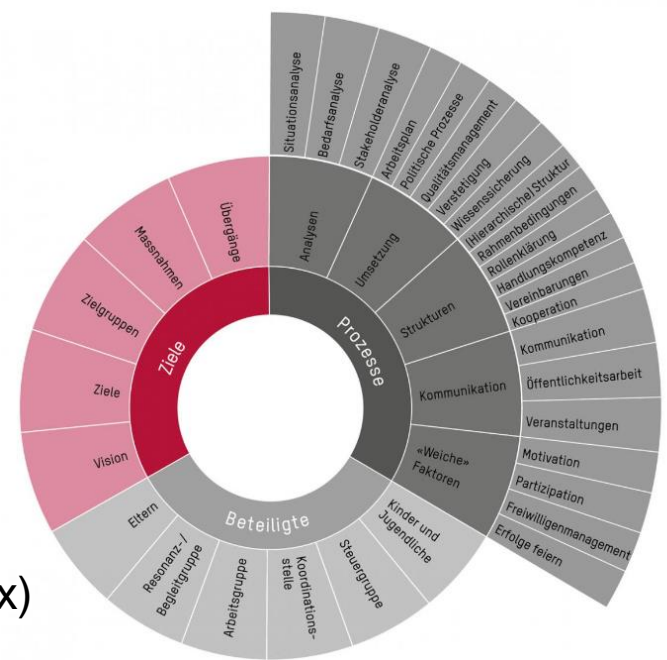 Situationsanalyse
Bedarfsanalyse
Stakeholderanalyse
Arbeitsplan
Politische Prozesse
Qualitätsmanagement
Verstetigung
Wissenssicherung
(Hierarchische) Struktur
Rahmenbedingungen
Rollenklärung
Handlungskompetenz
Vereinbarungen
Kooperation
Kommunikation
Öffentlichkeitsarbeit
Veranstaltungen
Motivation
Partizipation
Freiwilligenmanagement
Erfolge feiern
Analysen
Umsetzung
Strukturen
Kommunikation
«Weiche»
Faktoren
Prozesse
Ziele
Übergänge
Massnahmen
Zielgruppen
Ziele
Vision
Beteiligte
Eltern
Resonanz-/
Begleitgruppe
Arbeitsgruppe
Koordinations-
stelle
Steuergruppe
Kinder und
Jugendliche
x)